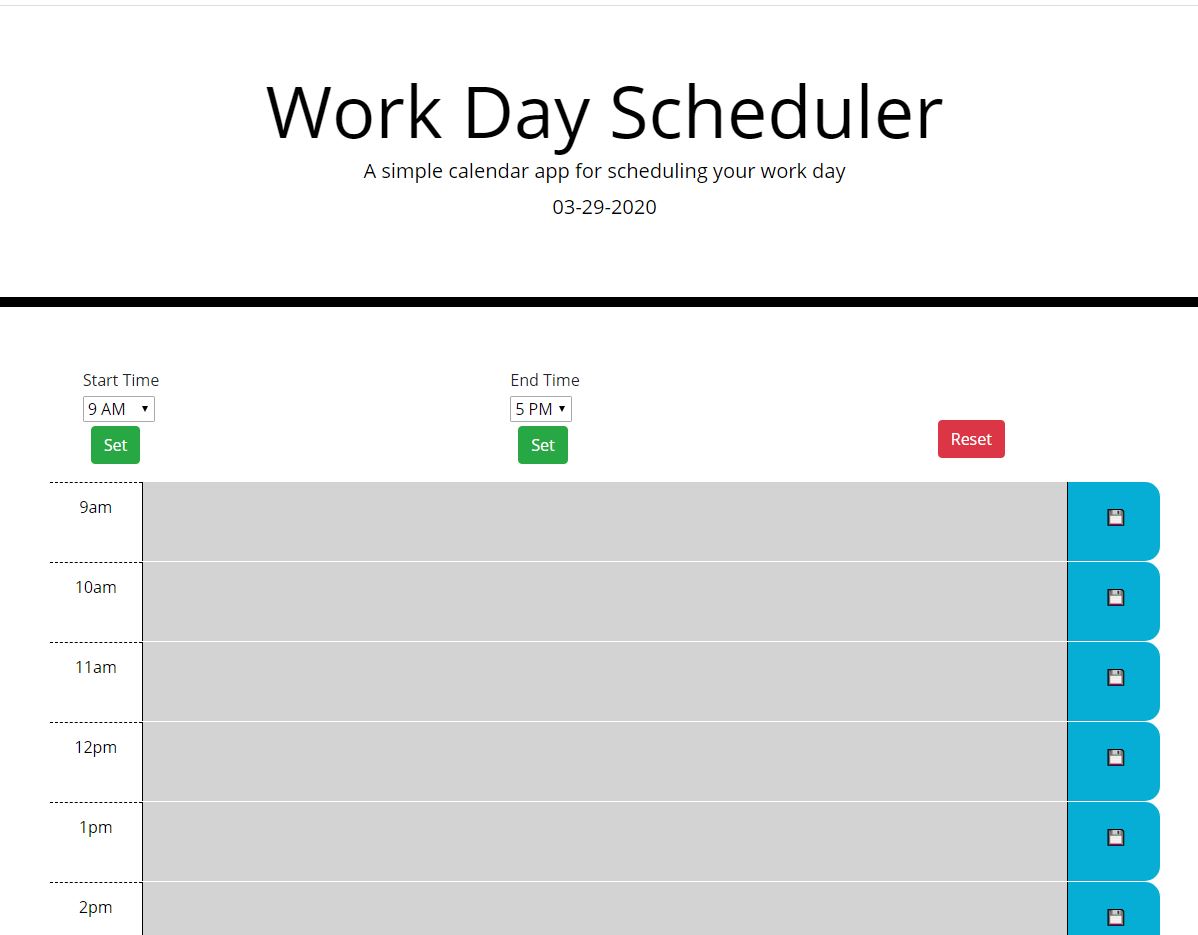 Work Day Scheduler
A simple calendar app for scheduling your work day
03-29-2020
Start Time
9 AM
Set
End Time
5 PM
Set
Reset
9am
10am
11am
12pm
1pm
2pm